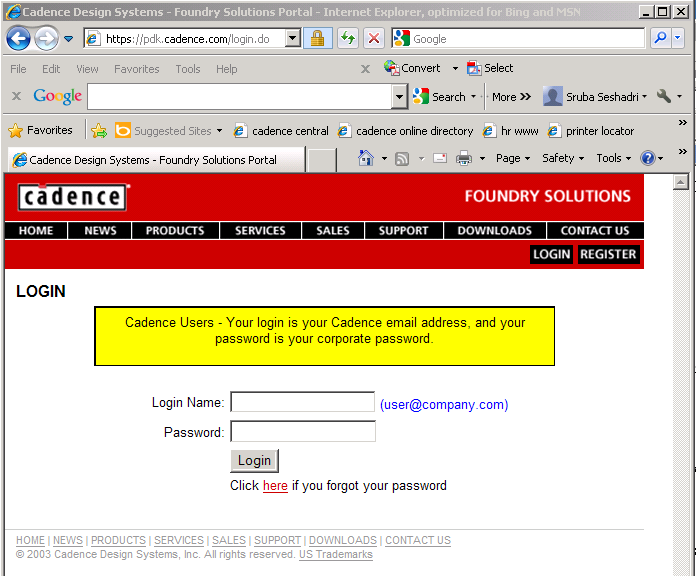 Cadence Design Systems - Foundry Solutions Portal - Internet Explorer, optimized for Bing and MSN
https://pdk.cadence.com/login.do Google
File Edit View Favorites Tools Help x Convert Select
x Google Search More » Sruba Seshadri
Favorites Suggested Sites cadence central cadence online directory hr www printer locator »
Cadence Design Systems - Foundry Solutions Portal Page Safety Tools »
cadence FOUNDRY SOLUTIONS
HOME NEWS PRODUCTS SERVICES SALES SUPPORT DOWNLOADS CONTACT US
LOGIN REGISTER
LOGIN
Cadence Users - Your login is your Cadence email address, and your
password is your corporate password.
Login Name: (user@company.com)
Password:
Login
Click here if you forgot your password
HOME | NEWS | PRODUCTS | SERVICES | SALES | SUPPORT | DOWNLOADS | CONTACT US
© 2003 Cadence Design Systems, Inc. All rights reserved. US Trademarks